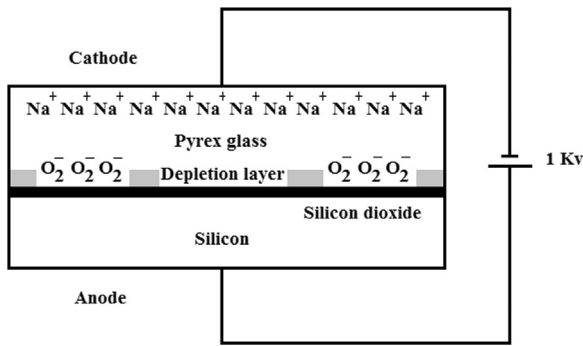 Cathode
Na+ Na+ Na+ Na+ Na+ Na+ Na+ Na+ Na+ Na+ Na+ Na+
Pyrex glass
O2- O2- O2- Depletion layer O2- O2- O2-
1 Kv
Silicon dioxide
Silicon
Anode